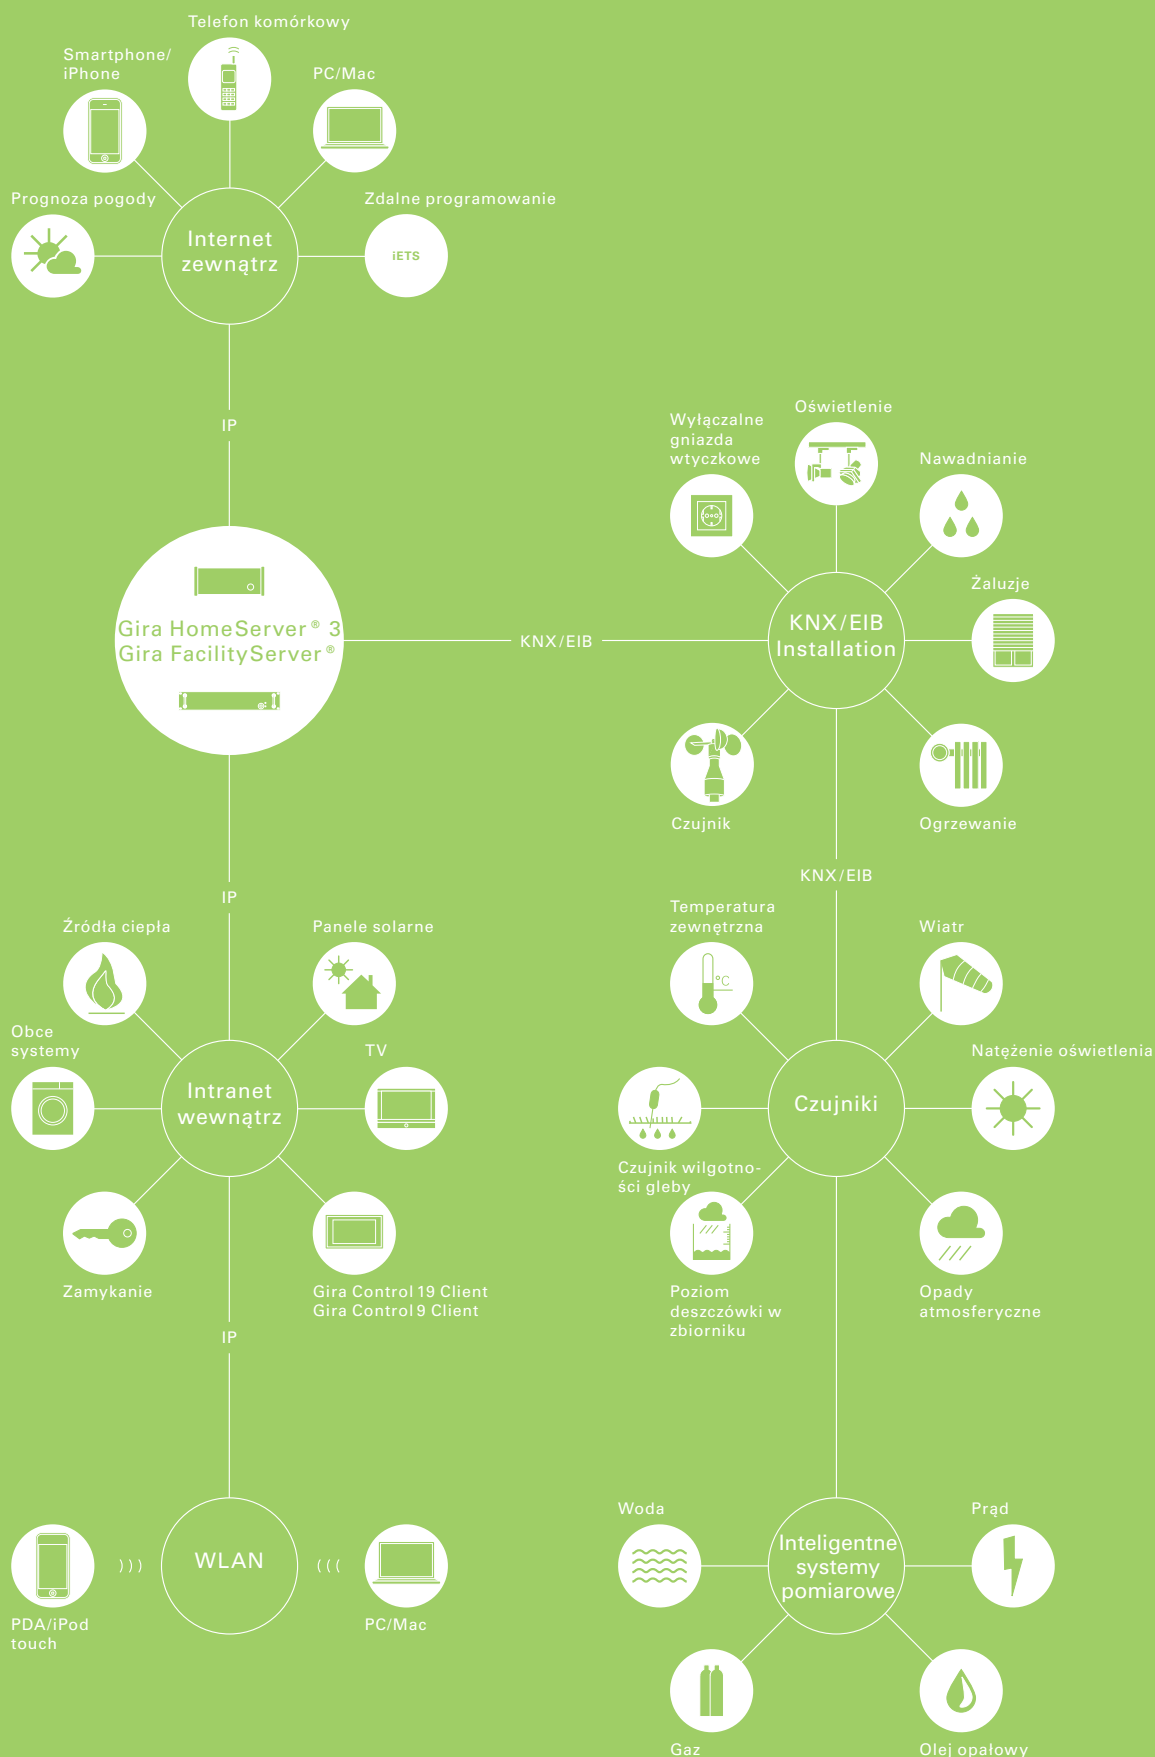 Telefon komórkowy
Smartphone/
iPhone
PC/Mac
Prognoza pogody
Zdalne programowanie
iETS
Internet
zewnątrz
IP
Gira HomeServer® 3
Gira FacilityServer®
KNX/EIB
Wyłączalne
gniazda
wtyczkowe
Oświetlenie
Nawadnianie
Żaluzje
KNX/EIB
Installation
Czujnik
Ogrzewanie
KNX/EIB
IP
Źródła ciepła
Panele solarne
Obce
systemy
TV
Intranet
wewnątrz
Zamykanie
Gira Control 19 Client
Gira Control 9 Client
IP
Temperatura
zewnętrzna
°C
Wiatr
Natężenie oświetlenia
Czujniki
Czujnik wilgotno-
ści gleby
Poziom
deszczówki w
zbiorniku
Opady
atmosferyczne
WLAN
PDA/iPod
touch
PC/Mac
Woda
Prąd
Inteligentne
systemy
pomiarowe
Gaz
Olej opałowy